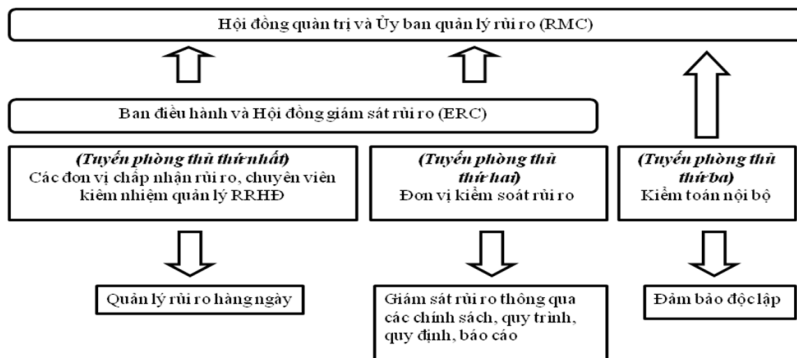 Hội đồng quản trị và Ủy ban quản lý rủi ro (RMC)
Ban điều hành và Hội đồng giám sát rủi ro (ERC)
(Tuyến phòng thủ thứ nhất)
Các đơn vị chấp nhận rủi ro, chuyên viên
kiêm nhiệm quản lý RRHĐ
(Tuyến phòng thủ
thứ hai)
Đơn vị kiểm soát rủi ro
(Tuyến phòng thủ
thứ ba)
Kiểm toán nội bộ
Quản lý rủi ro hàng ngày
Giám sát rủi ro thông qua
các chính sách, quy trình,
quy định, báo cáo
Đảm bảo độc lập